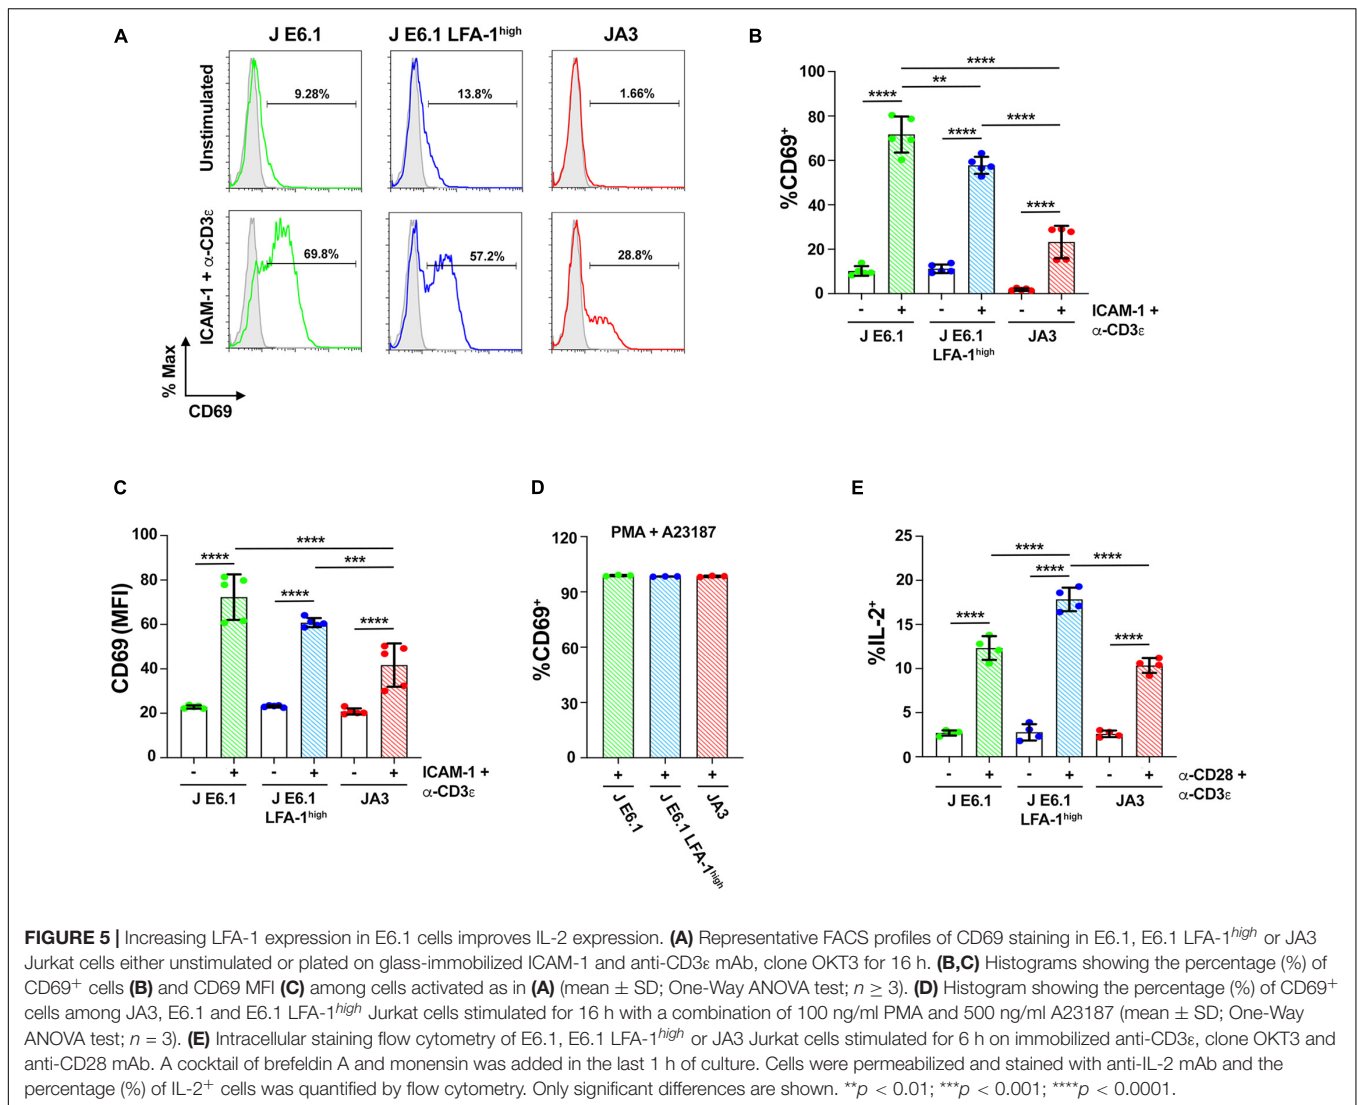 A
J E6.1
J E6.1 LFA-1high
JA3
Unstimulated
9.28%
13.8%
1.66%
ICAM-1 + α-CD3ε
69.8%
57.2%
28.8%
% Max
CD69
B
%CD69+
100
80
60
40
20
0
****
**
****
****
****
****
- + - + - +
ICAM-1 +
α-CD3ε
J E6.1
J E6.1
LFA-1high
JA3
C
CD69 (MFI)
100
80
60
40
20
0
****
****
***
****
****
- + - + - +
ICAM-1 +
α-CD3ε
J E6.1
J E6.1
LFA-1high
JA3
D
PMA + A23187
%CD69+
120
90
60
30
0
+ + +
J E6.1
J E6.1 LFA-1high
JA3
E
%IL-2+
25
20
15
10
5
0
****
****
****
****
****
- + - + - +
α-CD28 +
α-CD3ε
J E6.1
J E6.1
LFA-1high
JA3
FIGURE 5 | Increasing LFA-1 expression in E6.1 cells improves IL-2 expression. (A) Representative FACS profiles of CD69 staining in E6.1, E6.1 LFA-1high or JA3
Jurkat cells either unstimulated or plated on glass-immobilized ICAM-1 and anti-CD3ε mAb, clone OKT3 for 16 h. (B,C) Histograms showing the percentage (%) of
CD69+ cells (B) and CD69 MFI (C) among cells activated as in (A) (mean ± SD; One-Way ANOVA test; n ≥ 3). (D) Histogram showing the percentage (%) of CD69+
cells among JA3, E6.1 and E6.1 LFA-1high Jurkat cells stimulated for 16 h with a combination of 100 ng/ml PMA and 500 ng/ml A23187 (mean ± SD; One-Way
ANOVA test; n = 3). (E) Intracellular staining flow cytometry of E6.1, E6.1 LFA-1high or JA3 Jurkat cells stimulated for 6 h on immobilized anti-CD3ε, clone OKT3 and
anti-CD28 mAb. A cocktail of brefeldin A and monensin was added in the last 1 h of culture. Cells were permeabilized and stained with anti-IL-2 mAb and the
percentage (%) of IL-2+ cells was quantified by flow cytometry. Only significant differences are shown. **p < 0.01; ***p < 0.001; ****p < 0.0001.